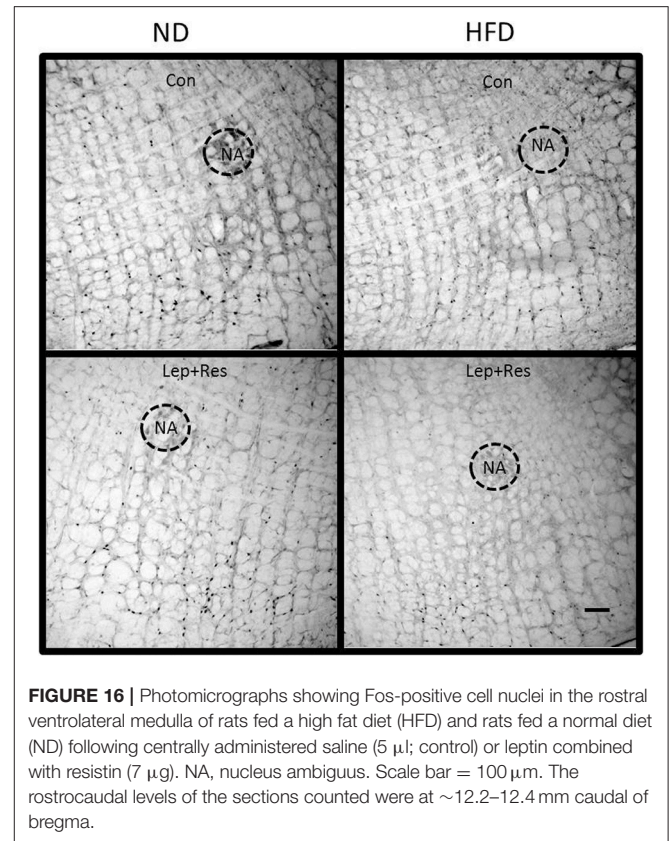 ND HFD
Con Con
NA NA
Lep+Res Lep+Res
NA NA
FIGURE 16 | Photomicrographs showing Fos-positive cell nuclei in the rostral
ventrolateral medulla of rats fed a high fat diet (HFD) and rats fed a normal diet
(ND) following centrally administered saline (5 μl; control) or leptin combined
with resistin (7 μg). NA, nucleus ambiguus. Scale bar = 100 μm. The
rostrocaudal levels of the sections counted were at ~12.2–12.4 mm caudal of
bregma.